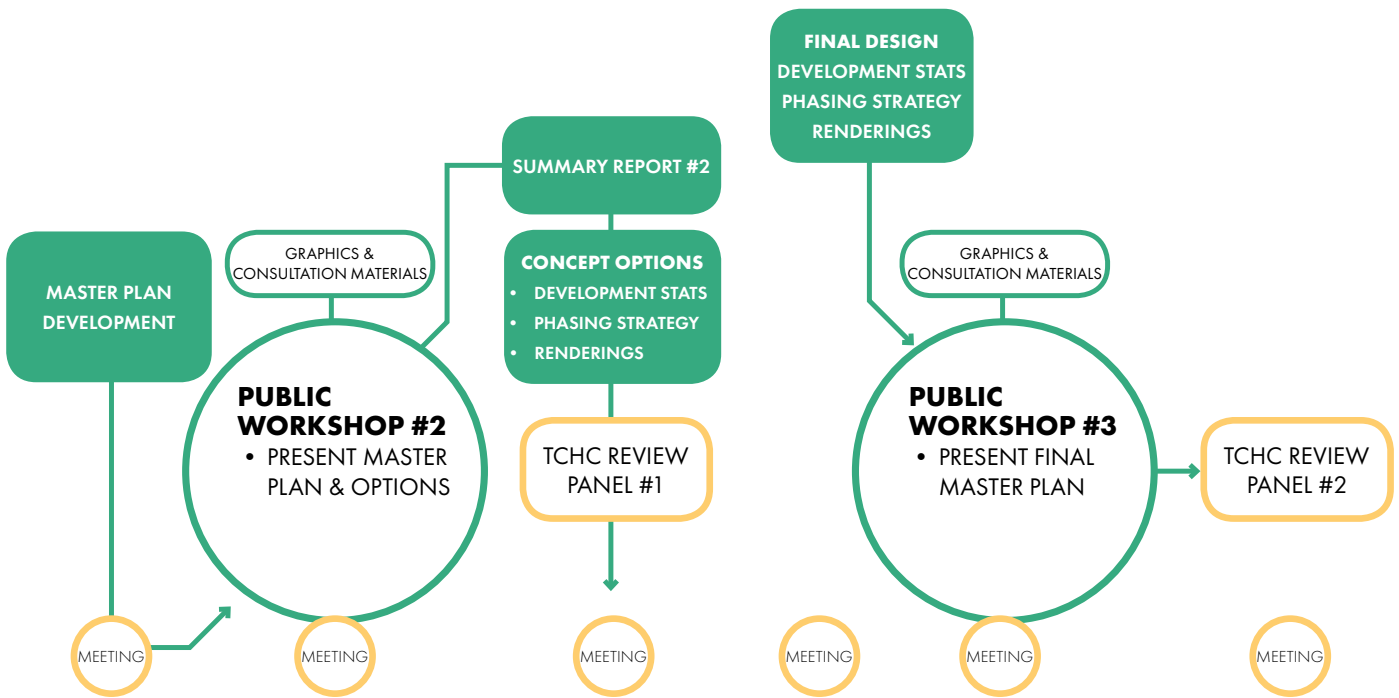 MASTER PLAN
DEVELOPMENT
GRAPHICS &
CONSULTATION MATERIALS
PUBLIC
WORKSHOP #2
• PRESENT MASTER
PLAN & OPTIONS
SUMMARY REPORT #2
CONCEPT OPTIONS
• DEVELOPMENT STATS
• PHASING STRATEGY
• RENDERINGS
TCHC REVIEW
PANEL #1
FINAL DESIGN
DEVELOPMENT STATS
PHASING STRATEGY
RENDERINGS
GRAPHICS &
CONSULTATION MATERIALS
PUBLIC
WORKSHOP #3
• PRESENT FINAL
MASTER PLAN
TCHC REVIEW
PANEL #2
MEETING
MEETING
MEETING
MEETING
MEETING
MEETING